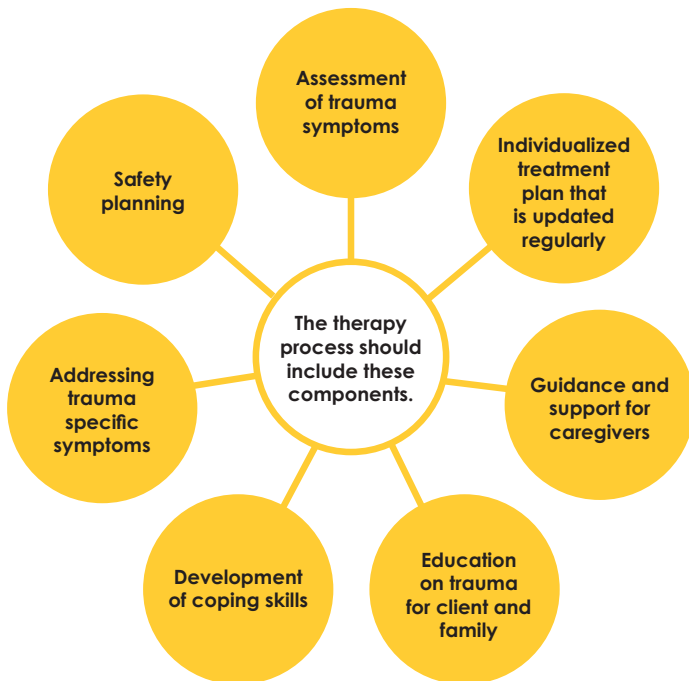 Assessment
of trauma
symptoms
Individualized
treatment
plan that
is updated
regularly
Guidance and
support for
caregivers
Education
on trauma
for client and
family
Development
of coping skills
Addressing
trauma
specific
symptoms
Safety
planning
The therapy
process should
include these
components.